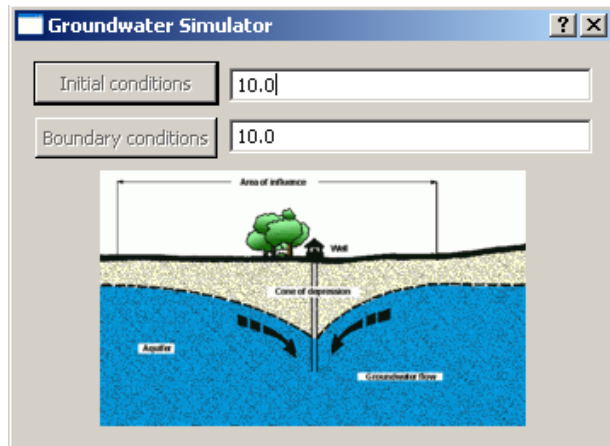 Groundwater Simulator
Initial conditions 10.0
Boundary conditions 10.0
Area of influence
Well
Cone of depression
Aquifer
Groundwater flow